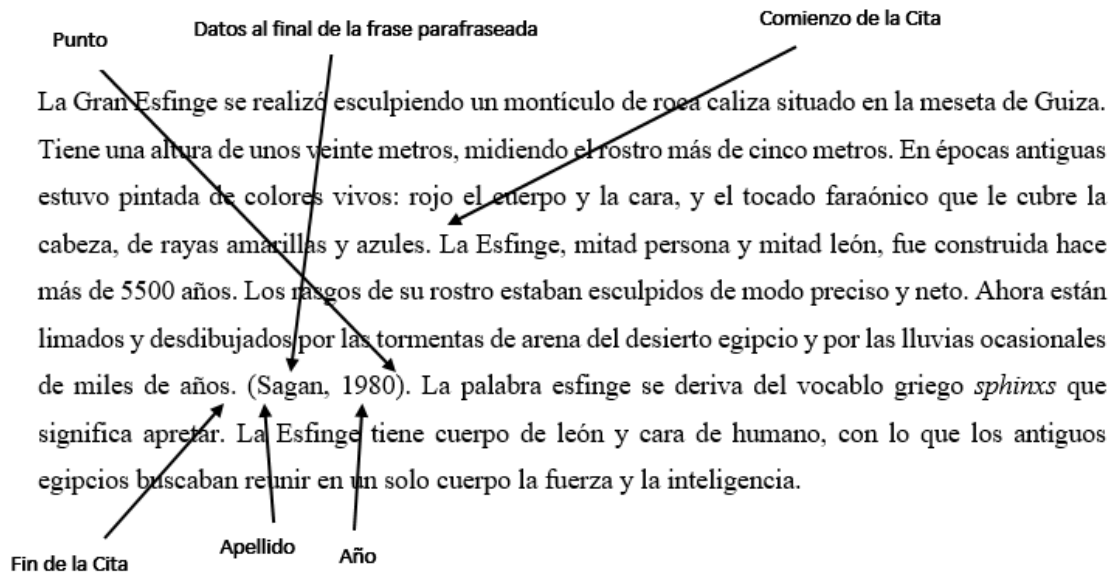 Comienzo de la Cita
Datos al final de la frase parafraseada
Punto
La Gran Esfinge se realizó esculpiendo un montículo de roca caliza situado en la meseta de Guiza.
Tiene una altura de unos veinte metros, midiendo el rostro más de cinco metros. En épocas antiguas
estuvo pintada de colores vivos: rojo el cuerpo y la cara, y el tocado faraónico que le cubre la
cabeza, de rayas amarillas y azules. La Esfinge, mitad persona y mitad león, fue construida hace
más de 5500 años. Los rasgos de su rostro estaban esculpidos de modo preciso y neto. Ahora están
limados y desdibujados por las tormentas de arena del desierto egipcio y por las lluvias ocasionales
de miles de años. (Sagan, 1980). La palabra esfinge se deriva del vocablo griego sphinxs que
significa apretar. La Esfinge tiene cuerpo de león y cara de humano, con lo que los antiguos
egipcios buscaban reunir en un solo cuerpo la fuerza y la inteligencia.
Fin de la Cita
Apellido
Año